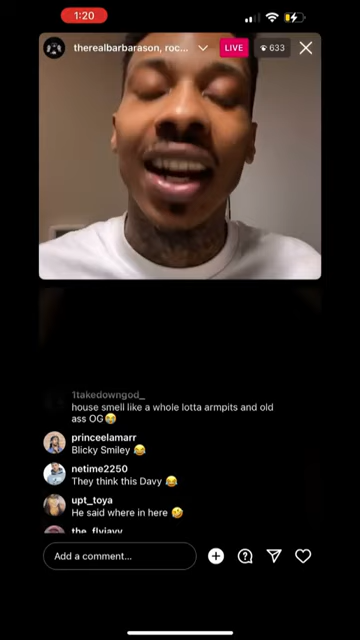 1:20
therealbarbarason, roc...
LIVE
633
1takedowngod_
house smell like a whole lotta armpits and old
ass OG😭
princeelamarr
Blicky Smiley😂
netime2250
They think this Davy😂
upt_toya
He said where in here🤣
the_flyjayy
Add a comment...